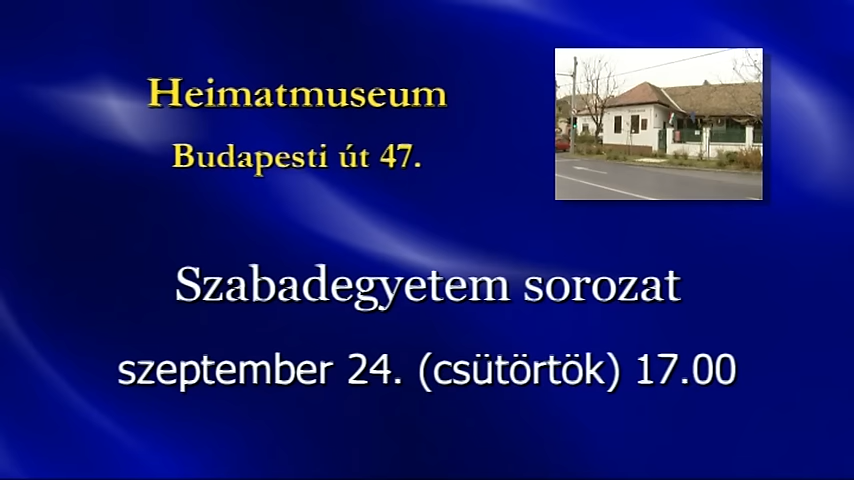 Heimatmuseum
Budapesti út 47.
Szabadegyetem sorozat
szeptember 24. (csütörtök) 17.00